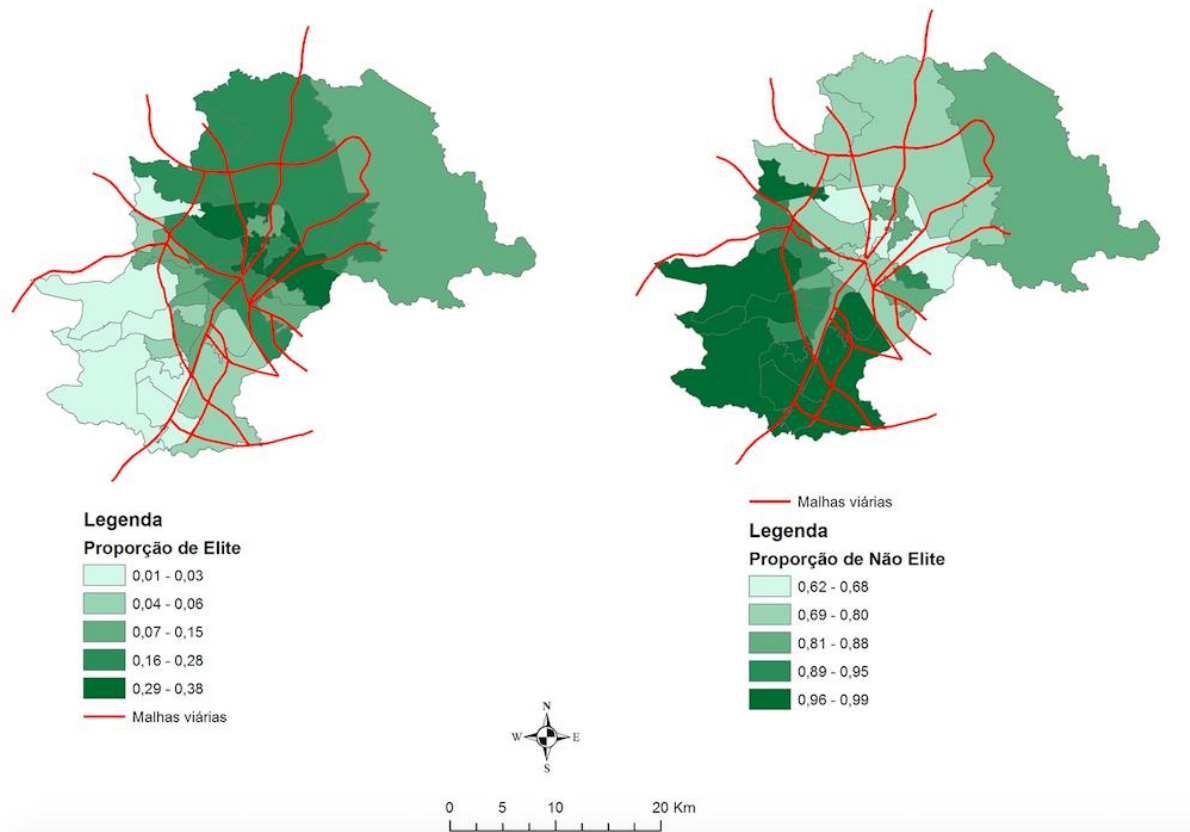 Legenda
Proporção de Elite
0,01 - 0,03
0,04 - 0,06
0,07 - 0,15
0,16 - 0,28
0,29 - 0,38
Malhas viárias
Malhas viárias
Legenda
Proporção de Não Elite
0,62 - 0,68
0,69 - 0,80
0,81 - 0,88
0,89 - 0,95
0,96 - 0,99
N
W E
S
0 5 10 20 Km